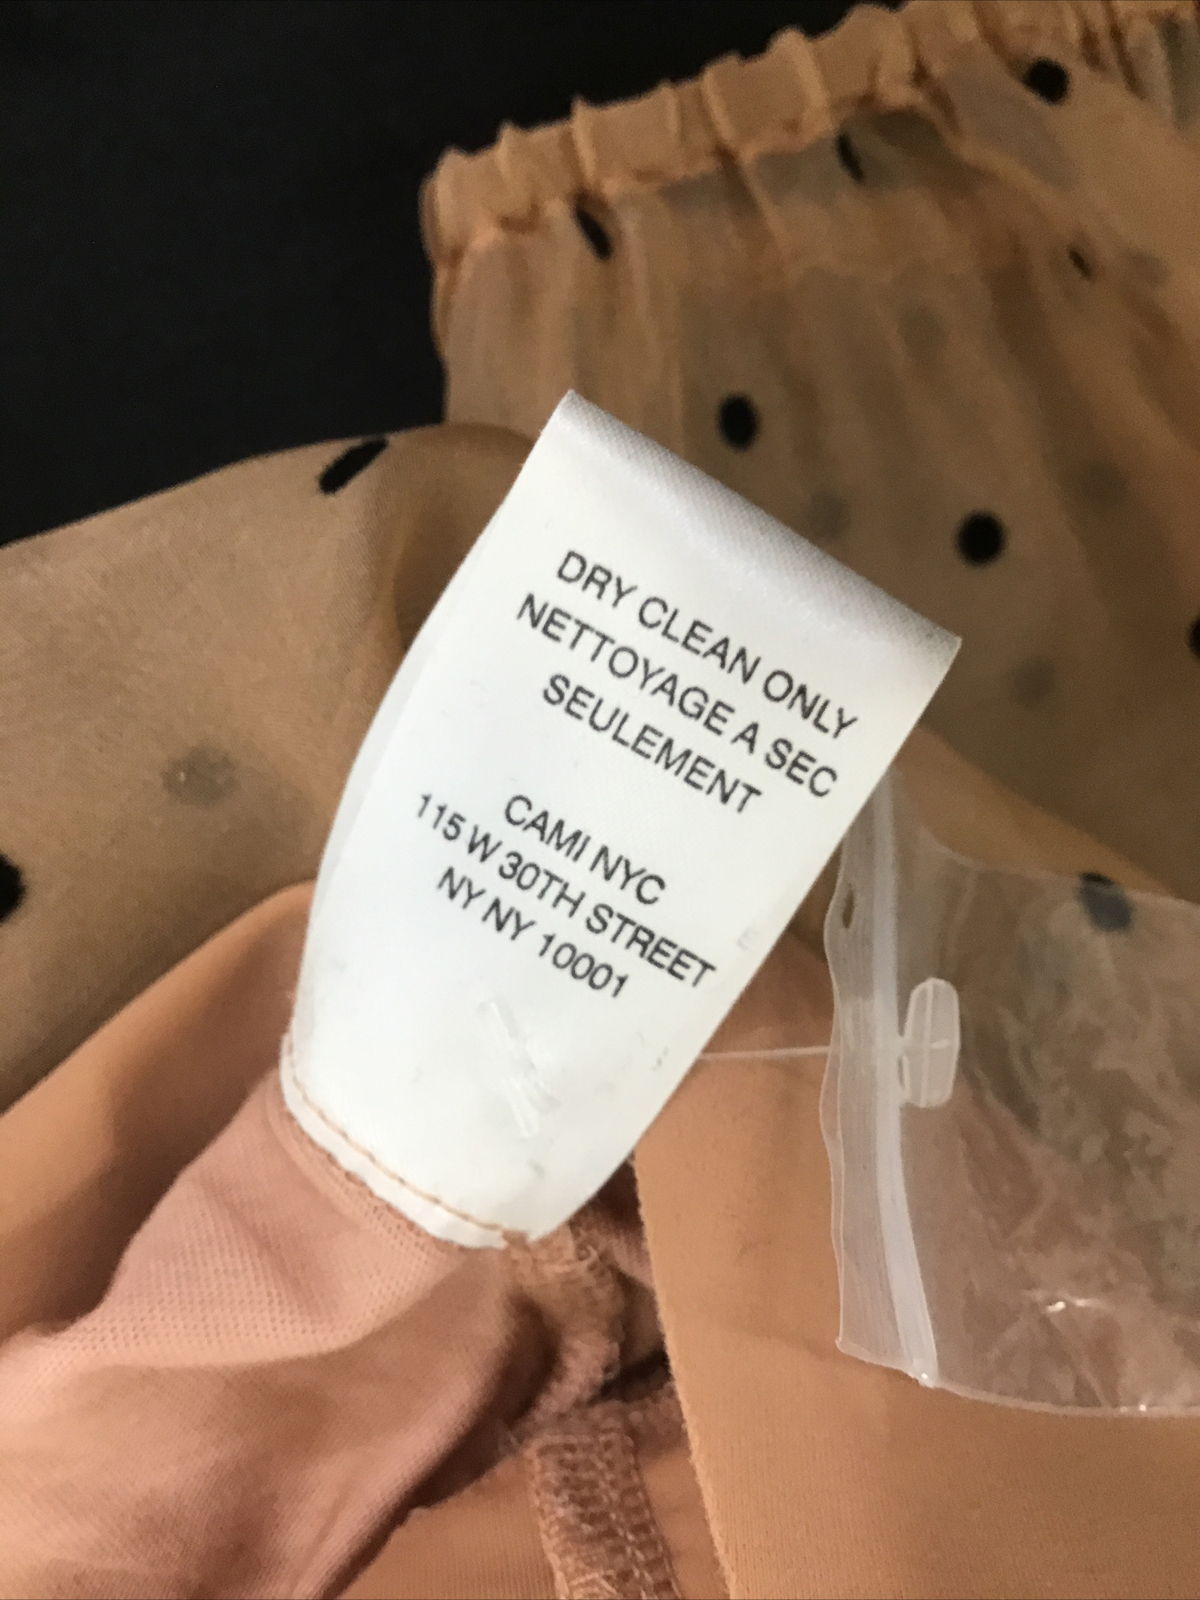 DRY CLEAN ONLY
NETTOYAGE A SEC
SEULEMENT
CAMI NYC
115 W 30TH STREET
NY NY 10001